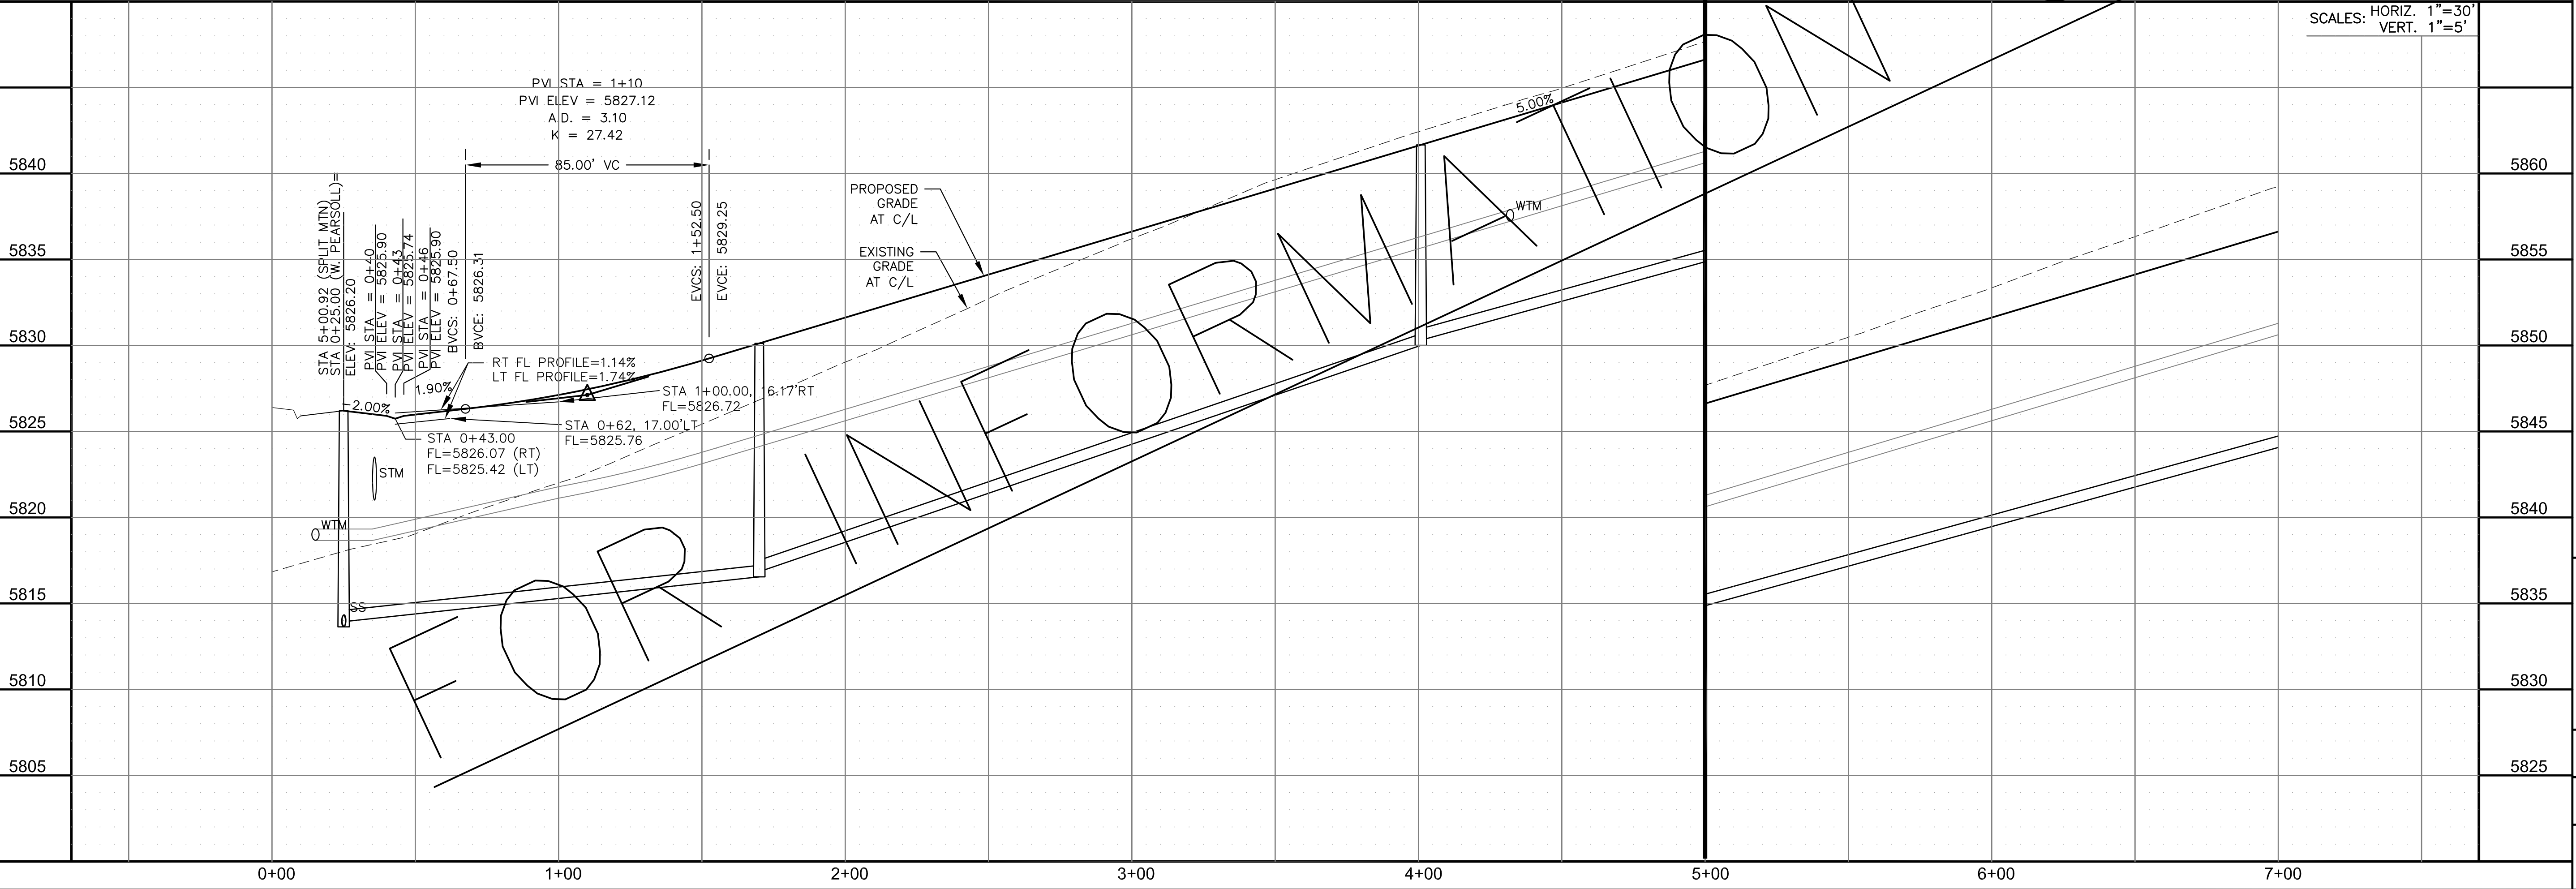 SCALES: HORIZ. 1"=30'
VERT. 1"=5'
PVI STA = 1+10
PVI ELEV = 5827.12
A.D. = 3.10
K = 27.42
85.00' VC
STA 5+00.92 (SPLIT MTN)
STA 0+25.00 (W. PEARSOLL)=
ELEV: 5826.20
PVI STA = 0+40
PVI ELEV = 5825.90
PVI STA = 0+43
PVI ELEV = 5825.74
PVI STA = 0+46
PVI ELEV = 5825.90
BVCS: 0+67.50
BVCE: 5826.31
EVCS: 1+52.50
EVCE: 5829.25
PROPOSED
GRADE
AT C/L
EXISTING
GRADE
AT C/L
5.00%
WTM
RT FL PROFILE=1.14%
LT FL PROFILE=1.74%
1.90%
-2.00%
STA 1+00.00, 16.17'RT
FL=5826.72
STA 0+62, 17.00'LT
FL=5825.76
STA 0+43.00
FL=5826.07 (RT)
FL=5825.42 (LT)
STM
WTM
SS
FOR INFORMATION
5840
5835
5830
5825
5820
5815
5810
5805
5860
5855
5850
5845
5840
5835
5830
5825
0+00
1+00
2+00
3+00
4+00
5+00
6+00
7+00